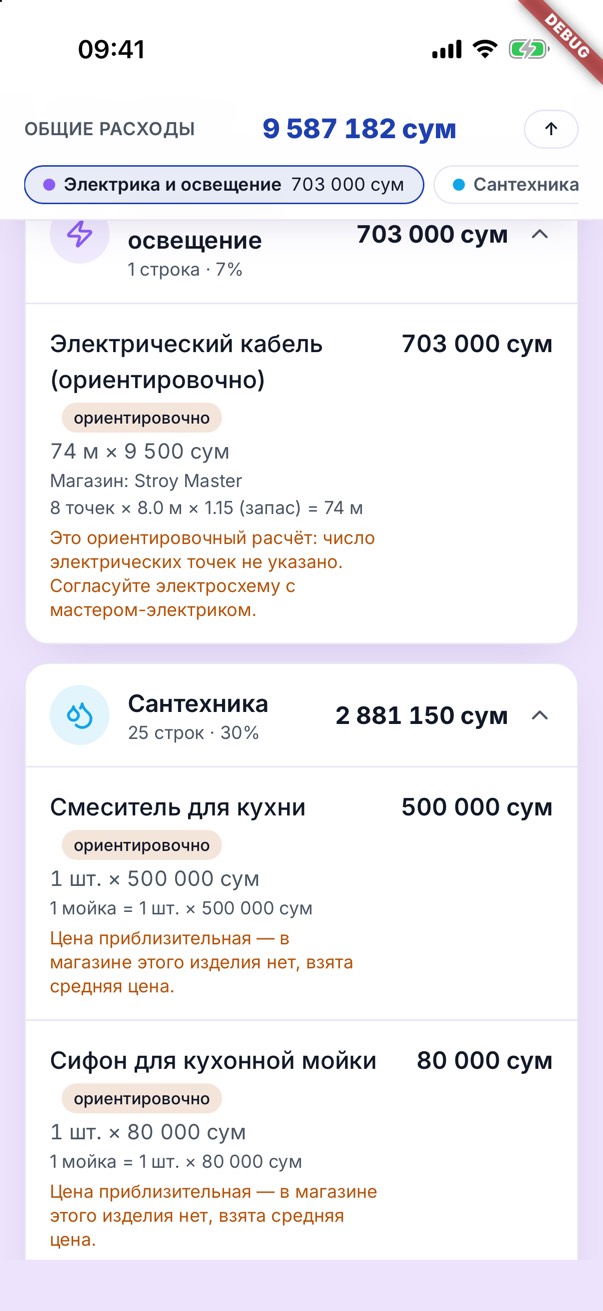 09:41
DEBUG
ОБЩИЕ РАСХОДЫ 9 587 182 сум
Электрика и освещение 703 000 сум
Сантехника
освещение 703 000 сум
1 строка · 7%
Электрический кабель 703 000 сум
(ориентировочно)
ориентировочно
74 м × 9 500 сум
Магазин: Stroy Master
8 точек × 8.0 м × 1.15 (запас) = 74 м
Это ориентировочный расчёт: число
электрических точек не указано.
Согласуйте электросхему с
мастером-электриком.
Сантехника 2 881 150 сум
25 строк · 30%
Смеситель для кухни 500 000 сум
ориентировочно
1 шт. × 500 000 сум
1 мойка = 1 шт. × 500 000 сум
Цена приблизительная — в
магазине этого изделия нет, взята
средняя цена.
Сифон для кухонной мойки 80 000 сум
ориентировочно
1 шт. × 80 000 сум
1 мойка = 1 шт. × 80 000 сум
Цена приблизительная — в магазине
этого изделия нет, взята средняя
цена.